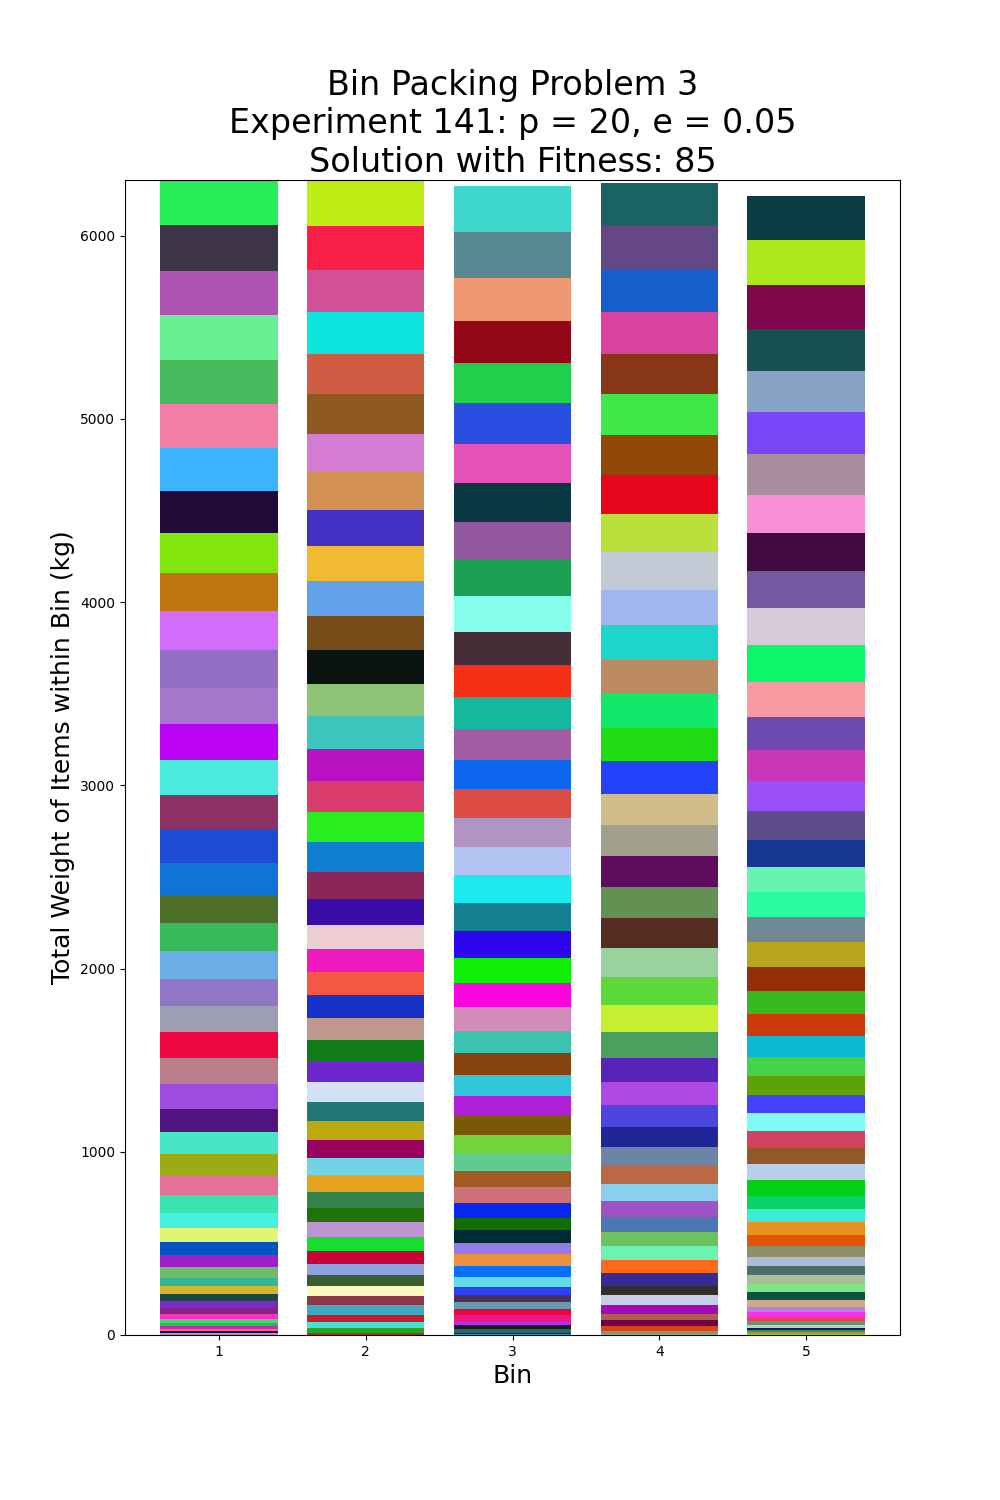 Bin Packing Problem 3
Experiment 141: p = 20, e = 0.05
Solution with Fitness: 85
Total Weight of Items within Bin (kg)
6000
5000
4000
3000
2000
1000
0
1 2 3 4 5
Bin